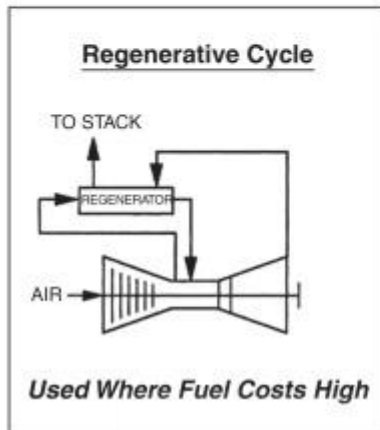 Regenerative Cycle
TO STACK
REGENERATOR
AIR
Used Where Fuel Costs High